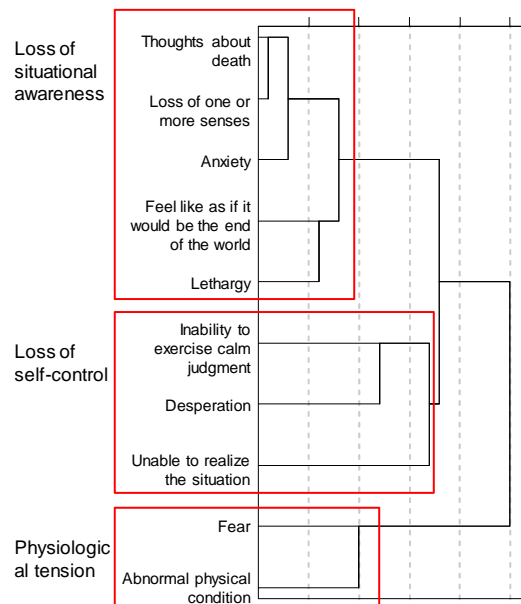 Loss of
situational
awareness
Thoughts about
death
Loss of one or
more senses
Anxiety
Feel like as if it
would be the end
of the world
Lethargy
Loss of
self-control
Inability to
exercise calm
judgment
Desperation
Unable to realize
the situation
Physiologic
al tension
Fear
Abnormal physical
condition